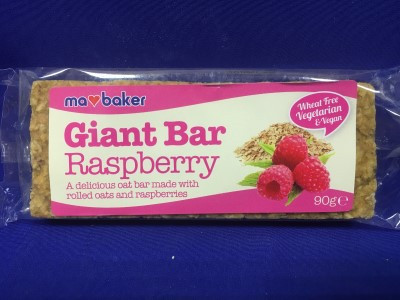 ma♥baker
Giant Bar
Raspberry
A delicious oat bar made with
rolled oats and raspberries
Wheat Free
Vegetarian
& Vegan
90g e